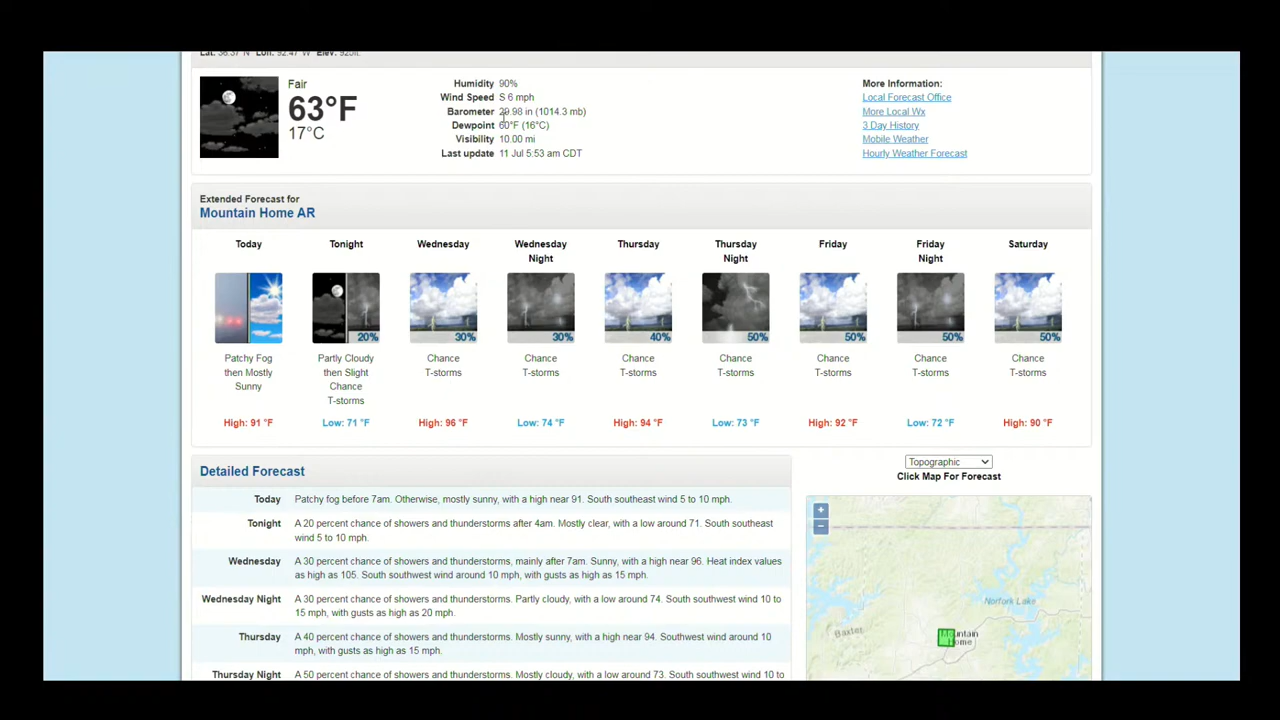 Lat: 36.37°N Lon: 92.47°W Elev: 925ft.
Fair
63°F
17°C
Humidity 90%
Wind Speed S 6 mph
Barometer 29.98 in (1014.3 mb)
Dewpoint 60°F (16°C)
Visibility 10.00 mi
Last update 11 Jul 5:53 am CDT
More Information:
Local Forecast Office
More Local Wx
3 Day History
Mobile Weather
Hourly Weather Forecast
Extended Forecast for
Mountain Home AR
Today
Patchy Fog
then Mostly
Sunny
High: 91 °F
Tonight
20%
Partly Cloudy
then Slight
Chance
T-storms
Low: 71 °F
Wednesday
30%
Chance
T-storms
High: 96 °F
Wednesday
Night
30%
Chance
T-storms
Low: 74 °F
Thursday
40%
Chance
T-storms
High: 94 °F
Thursday
Night
50%
Chance
T-storms
Low: 73 °F
Friday
50%
Chance
T-storms
High: 92 °F
Friday
Night
50%
Chance
T-storms
Low: 72 °F
Saturday
50%
Chance
T-storms
High: 90 °F
Detailed Forecast
Today Patchy fog before 7am. Otherwise, mostly sunny, with a high near 91. South southeast wind 5 to 10 mph.
Tonight A 20 percent chance of showers and thunderstorms after 4am. Mostly clear, with a low around 71. South southeast
wind 5 to 10 mph.
Wednesday A 30 percent chance of showers and thunderstorms, mainly after 7am. Sunny, with a high near 96. Heat index values
as high as 105. South southwest wind around 10 mph, with gusts as high as 15 mph.
Wednesday Night A 30 percent chance of showers and thunderstorms. Partly cloudy, with a low around 74. South southwest wind 10 to
15 mph, with gusts as high as 20 mph.
Thursday A 40 percent chance of showers and thunderstorms. Mostly sunny, with a high near 94. Southwest wind around 10
mph, with gusts as high as 15 mph.
Thursday Night A 50 percent chance of showers and thunderstorms. Mostly cloudy, with a low around 73. South southwest wind 10 to
Topographic
Click Map For Forecast
+
−
Norfork Lake
Baxter